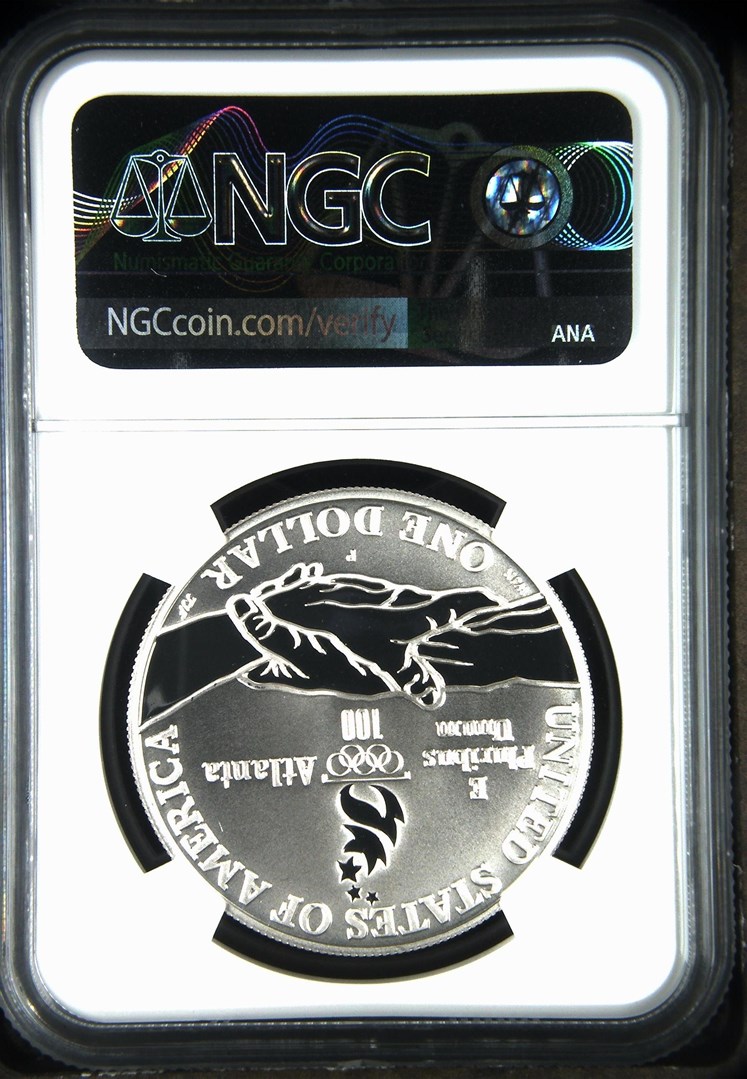 NGC
Numismatic Guaranty Corporation
NGCcoin.com/verify
ANA
UNITED STATES OF AMERICA
E
Pluribus
Unum
Atlanta
100
P
ONE DOLLAR